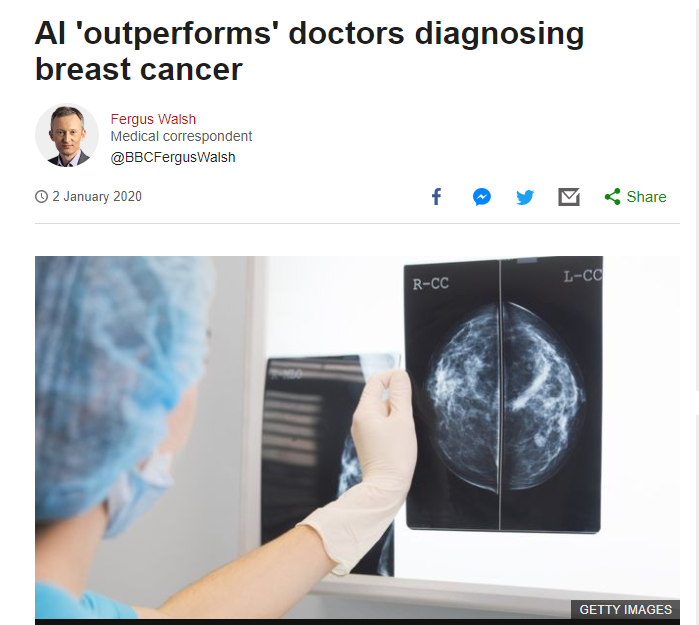 AI 'outperforms' doctors diagnosing
breast cancer
Fergus Walsh
Medical correspondent
@BBCFergusWalsh
2 January 2020
Share
R-CC
L-CC
GETTY IMAGES